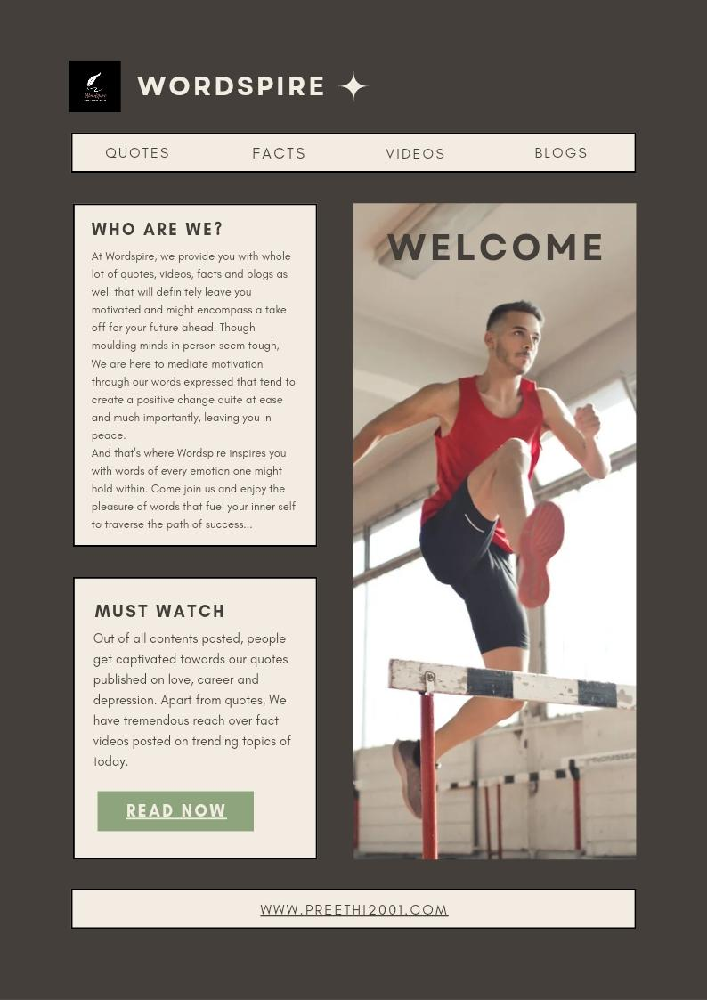 WORDSPIRE
QUOTES FACTS VIDEOS BLOGS
WHO ARE WE?
At Wordspire, we provide you with whole
lot of quotes, videos, facts and blogs as
well that will definitely leave you
motivated and might encompass a take
off for your future ahead. Though
moulding minds in person seem tough,
We are here to mediate motivation
through our words expressed that tend to
create a positive change quite at ease
and much importantly, leaving you in
peace.
And that's where Wordspire inspires you
with words of every emotion one might
hold within. Come join us and enjoy the
pleasure of words that fuel your inner self
to traverse the path of success...
WELCOME
MUST WATCH
Out of all contents posted, people
get captivated towards our quotes
published on love, career and
depression. Apart from quotes, We
have tremendous reach over fact
videos posted on trending topics of
today.
READ NOW
WWW.PREETHI2001.COM